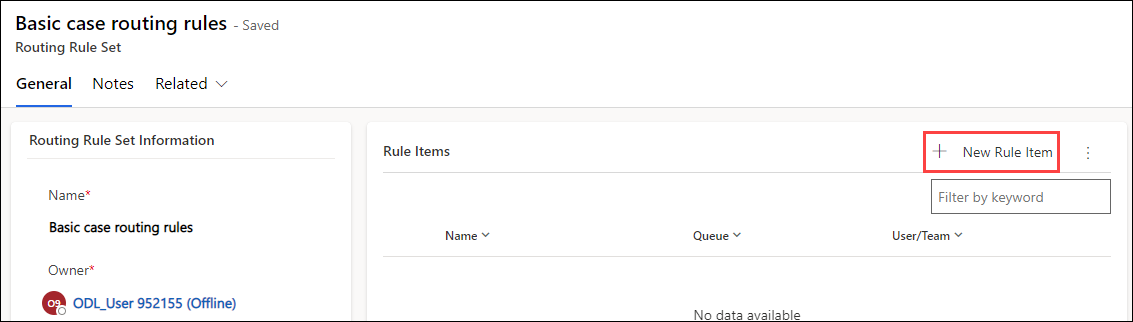 Basic case routing rules - Saved
Routing Rule Set
General Notes Related
Routing Rule Set Information
Name*
Basic case routing rules
Owner*
ODL_User 952155 (Offline)
Rule Items
New Rule Item
Filter by keyword
Name Queue User/Team
No data available